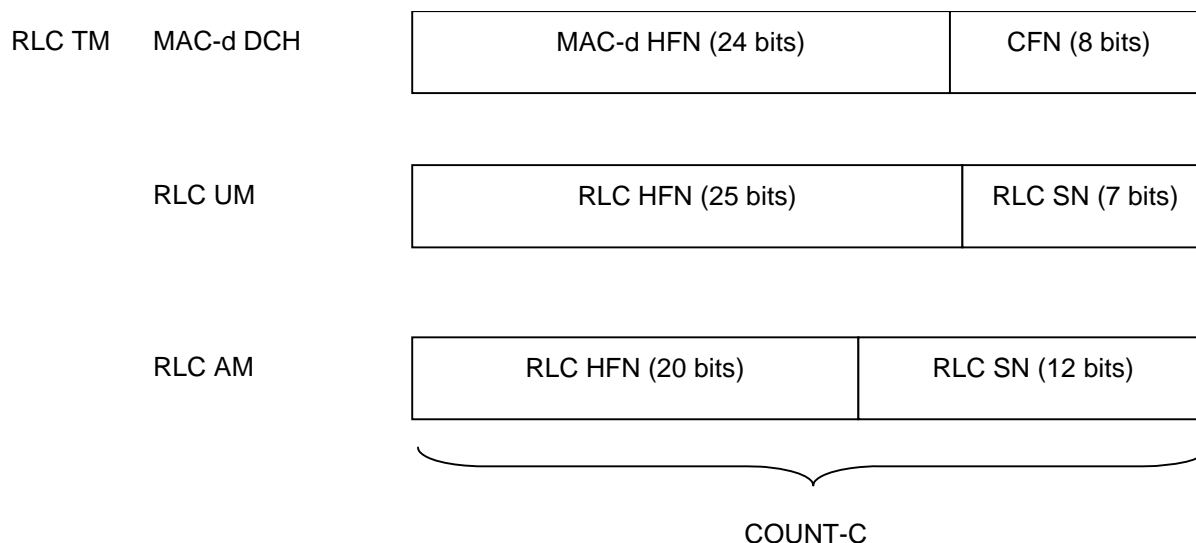 RLC TM MAC-d DCH MAC-d HFN (24 bits) CFN (8 bits)
RLC UM RLC HFN (25 bits) RLC SN (7 bits)
RLC AM RLC HFN (20 bits) RLC SN (12 bits)
COUNT-C